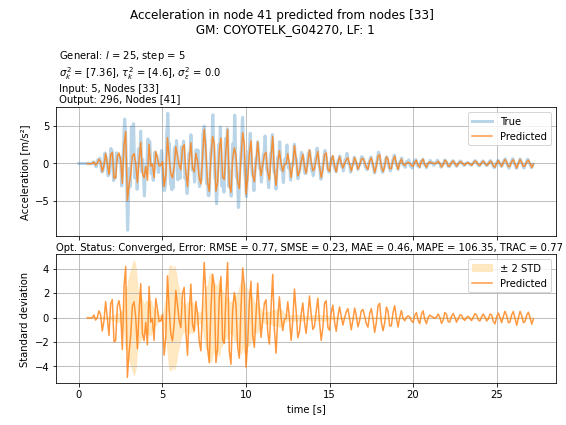 Acceleration in node 41 predicted from nodes [33]
GM: COYOTELK_G04270, LF: 1
General: l = 25, step = 5
σ²ₖ = [7.36], τ²ₖ = [4.6], σ²ε = 0.0
Input: 5, Nodes [33]
Output: 296, Nodes [41]
Acceleration [m/s²]
5
0
−5
True
Predicted
Opt. Status: Converged, Error: RMSE = 0.77, SMSE = 0.23, MAE = 0.46, MAPE = 106.35, TRAC = 0.77
Standard deviation
4
2
0
−2
−4
± 2 STD
Predicted
0 5 10 15 20 25
time [s]